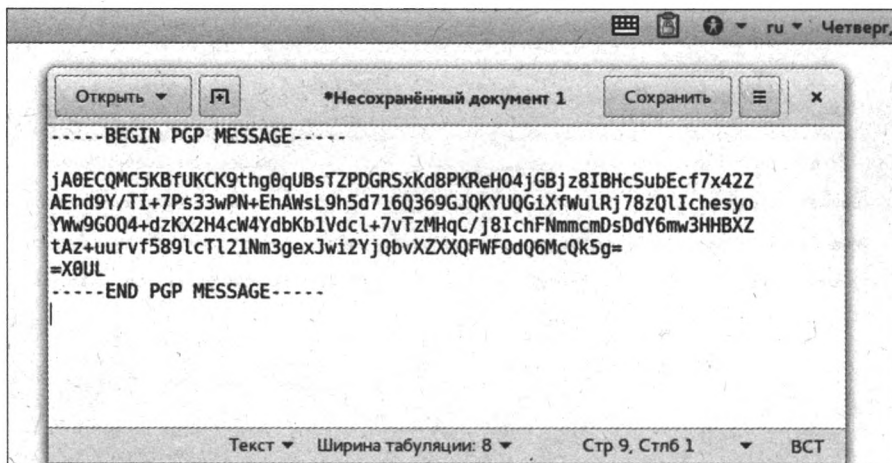 ru Четверг,
Открыть *Несохранённый документ 1 Сохранить
-----BEGIN PGP MESSAGE-----
jA0ECQMC5KBfUKCK9thg0qUBsTZPDGRSxKd8PKReHO4jGBjz8IBHcSubEcf7x42Z
AEhd9Y/TI+7Ps33wPN+EhAWsL9h5d716Q369GJJQKYUQGiXfWulRj78zQlIchesyo
YWw9GOQ4+dzKX2H4cW4YdbKb1Vdcl+7vTzMHqC/j8IchFNmmcmDsDdY6mw3HHBXZ
tAz+uurvf589lcTl21Nm3gexJwi2YjQbvXZXXQFWFOdQ6McQk5g=
=X0UL
-----END PGP MESSAGE-----
Текст Ширина табуляции: 8 Стр 9, Стлб 1 ВСТ